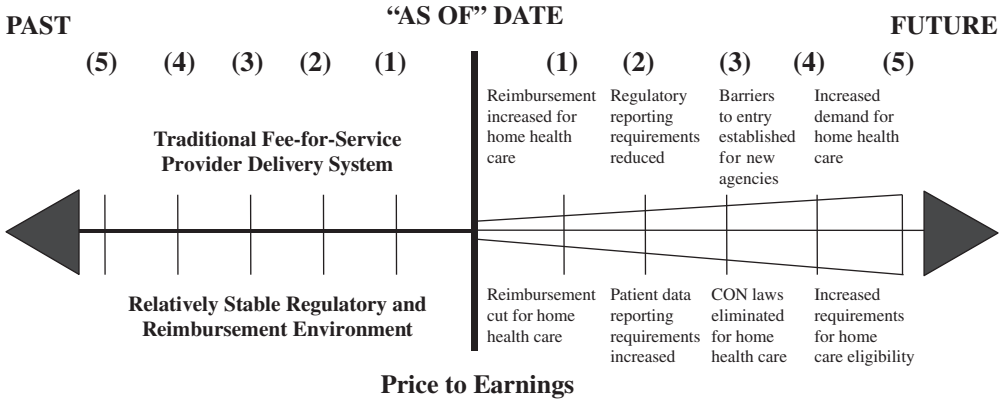 “AS OF” DATE
PAST
FUTURE
(5) (4) (3) (2) (1)
(1) (2) (3) (4) (5)
Traditional Fee-for-Service
Provider Delivery System
Reimbursement
increased for
home health
care
Regulatory
reporting
requirements
reduced
Barriers
to entry
established
for new
agencies
Increased
demand for
home health
care
Relatively Stable Regulatory and
Reimbursement Environment
Reimbursement
cut for home
health care
Patient data
reporting
requirements
increased
CON laws
eliminated
for home
health care
Increased
requirements
for home
care eligibility
Price to Earnings